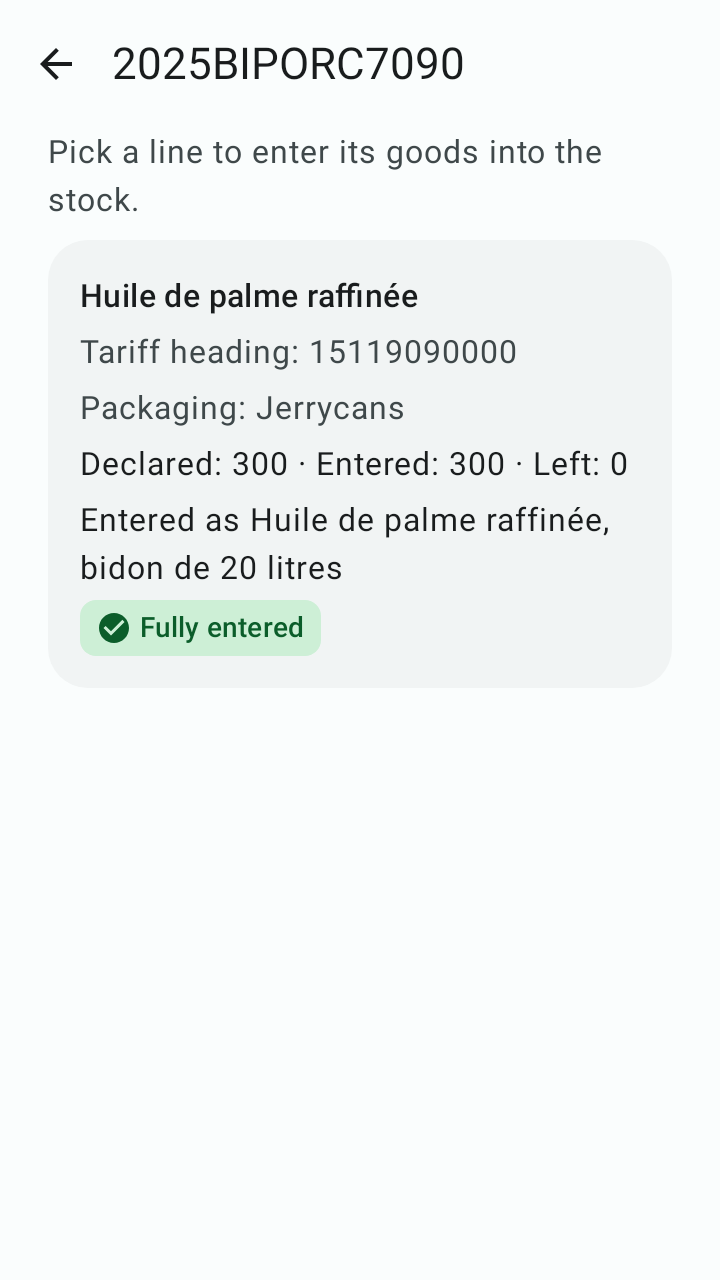 2025BIPORC7090
Pick a line to enter its goods into the
stock.
Huile de palme raffinée
Tariff heading: 15119090000
Packaging: Jerrycans
Declared: 300 · Entered: 300 · Left: 0
Entered as Huile de palme raffinée,
bidon de 20 litres
Fully entered